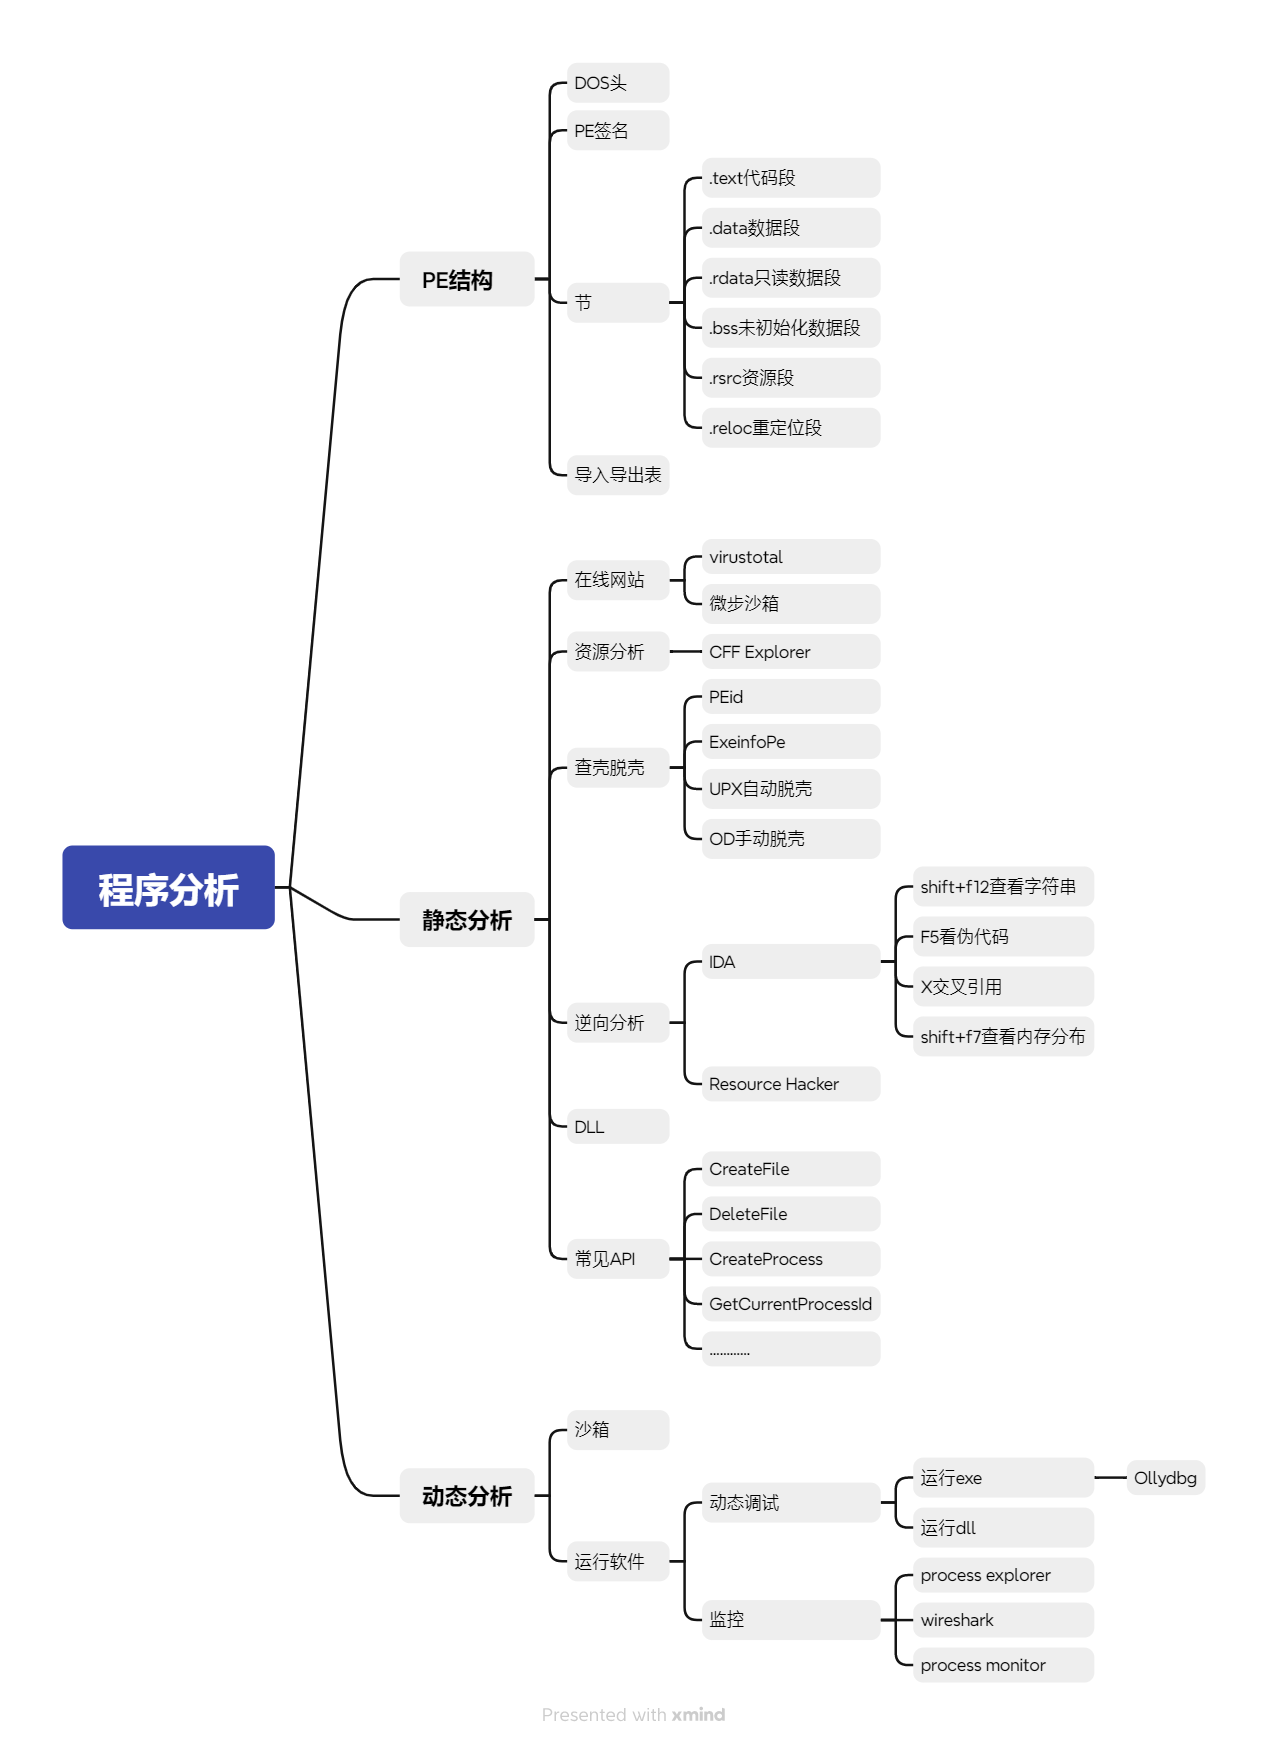 程序分析
PE结构
DOS头
PE签名
节
.text代码段
.data数据段
.rdata只读数据段
.bss未初始化数据段
.rsrc资源段
.reloc重定位段
导入导出表
静态分析
在线网站
virustotal
微步沙箱
资源分析
CFF Explorer
查壳脱壳
PEid
ExeinfoPe
UPX自动脱壳
OD手动脱壳
逆向分析
IDA
shift+f12查看字符串
F5看伪代码
X交叉引用
shift+f7查看内存分布
Resource Hacker
DLL
常见API
CreateFile
DeleteFile
CreateProcess
GetCurrentProcessId
............
动态分析
沙箱
运行软件
动态调试
运行exe
Ollydbg
运行dll
监控
process explorer
wireshark
process monitor
Presented with xmind